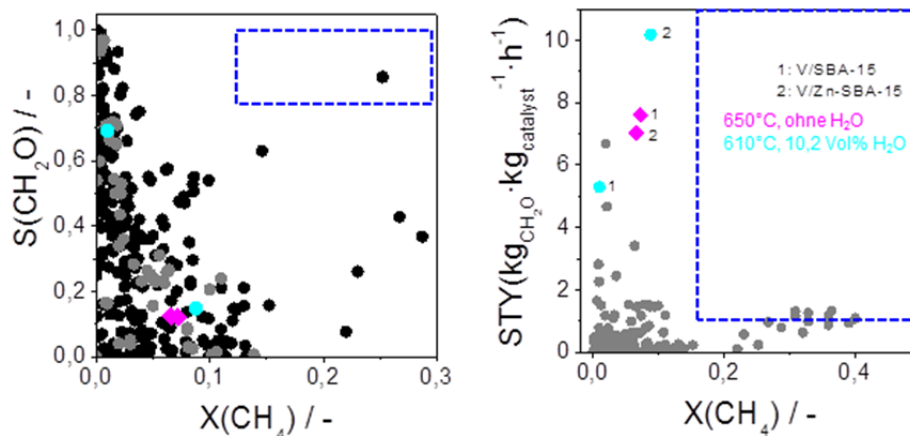 S(CH₂O) / -
1,0
0,8
0,6
0,4
0,2
0,0
0,0
0,1
0,2
0,3
X(CH₄) / -
STY(kg_CH₂O·kg_catalyst⁻¹·h⁻¹)
10
8
6
4
2
0
2
1
2
1
1: V/SBA-15
2: V/Zn-SBA-15
650°C, ohne H₂O
610°C, 10,2 Vol% H₂O
0,0
0,2
0,4
X(CH₄) / -